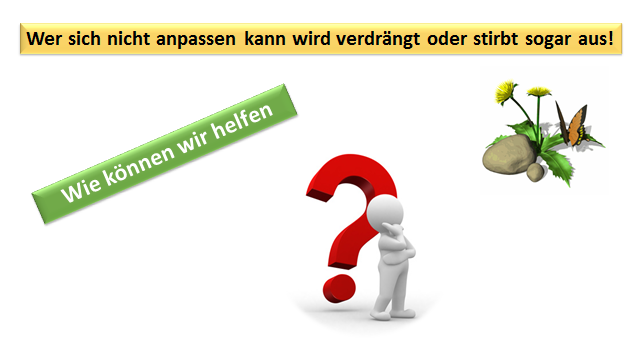 Wer sich nicht anpassen kann wird verdrängt oder stirbt sogar aus!
Wie können wir helfen